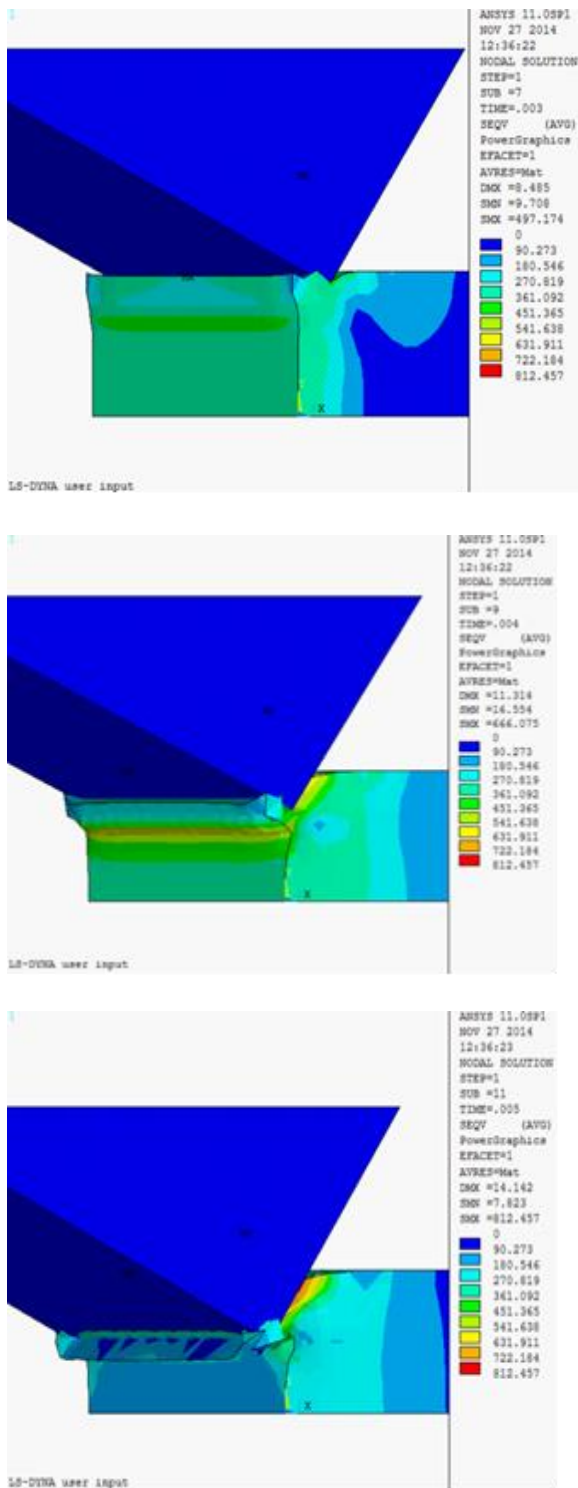 1
ANSYS 11.0SP1
NOV 27 2014
12:36:22
NODAL SOLUTION
STEP=1
SUB =7
TIME=.003
SEQV (AVG)
PowerGraphics
EFACET=1
AVRES=Mat
DMX =8.485
SMN =9.708
SMX =497.174
0
90.273
180.546
270.819
361.092
451.365
541.638
631.911
722.184
812.457
X
LS-DYNA user input
1
ANSYS 11.0SP1
NOV 27 2014
12:36:22
NODAL SOLUTION
STEP=1
SUB =9
TIME=.004
SEQV (AVG)
PowerGraphics
EFACET=1
AVRES=Mat
DMX =11.314
SMN =16.554
SMX =666.075
0
90.273
180.546
270.819
361.092
451.365
541.638
631.911
722.184
812.457
X
LS-DYNA user input
1
ANSYS 11.0SP1
NOV 27 2014
12:36:23
NODAL SOLUTION
STEP=1
SUB =11
TIME=.005
SEQV (AVG)
PowerGraphics
EFACET=1
AVRES=Mat
DMX =14.142
SMN =7.823
SMX =812.457
0
90.273
180.546
270.819
361.092
451.365
541.638
631.911
722.184
812.457
X
LS-DYNA user input